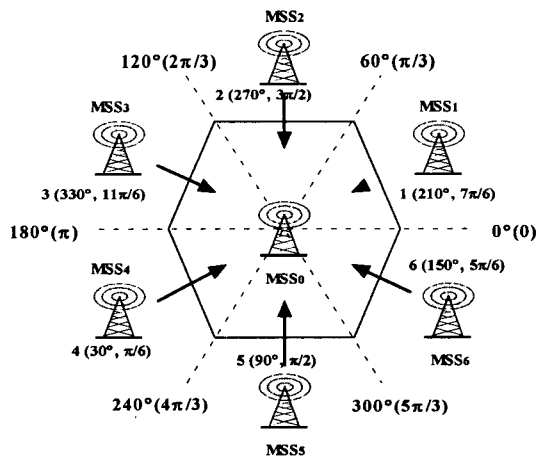 MSS2
120°(2π/3)
60°(π/3)
2 (270°, 3π/2)
MSS3
MSS1
3 (330°, 11π/6)
1 (210°, 7π/6)
180°(π)
0°(0)
MSS4
MSS0
6 (150°, 5π/6)
4 (30°, π/6)
5 (90°, π/2)
MSS6
240°(4π/3)
300°(5π/3)
MSS5